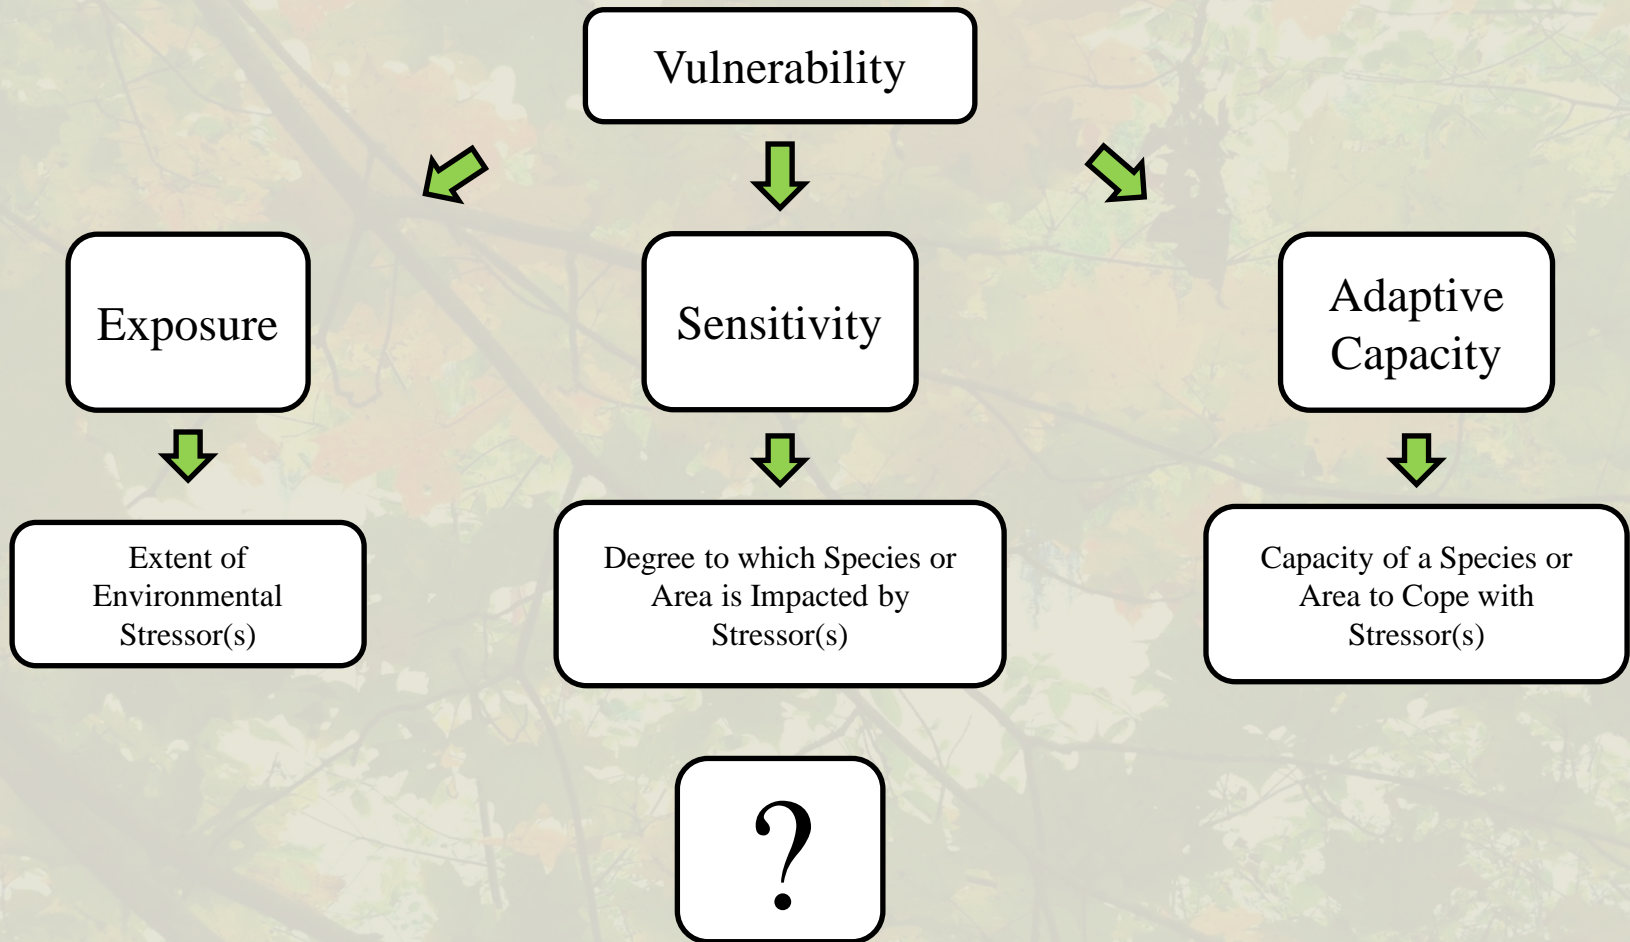 Vulnerability
Exposure
Sensitivity
Adaptive
Capacity
Extent of
Environmental
Stressor(s)
Degree to which Species or
Area is Impacted by
Stressor(s)
Capacity of a Species or
Area to Cope with
Stressor(s)
?